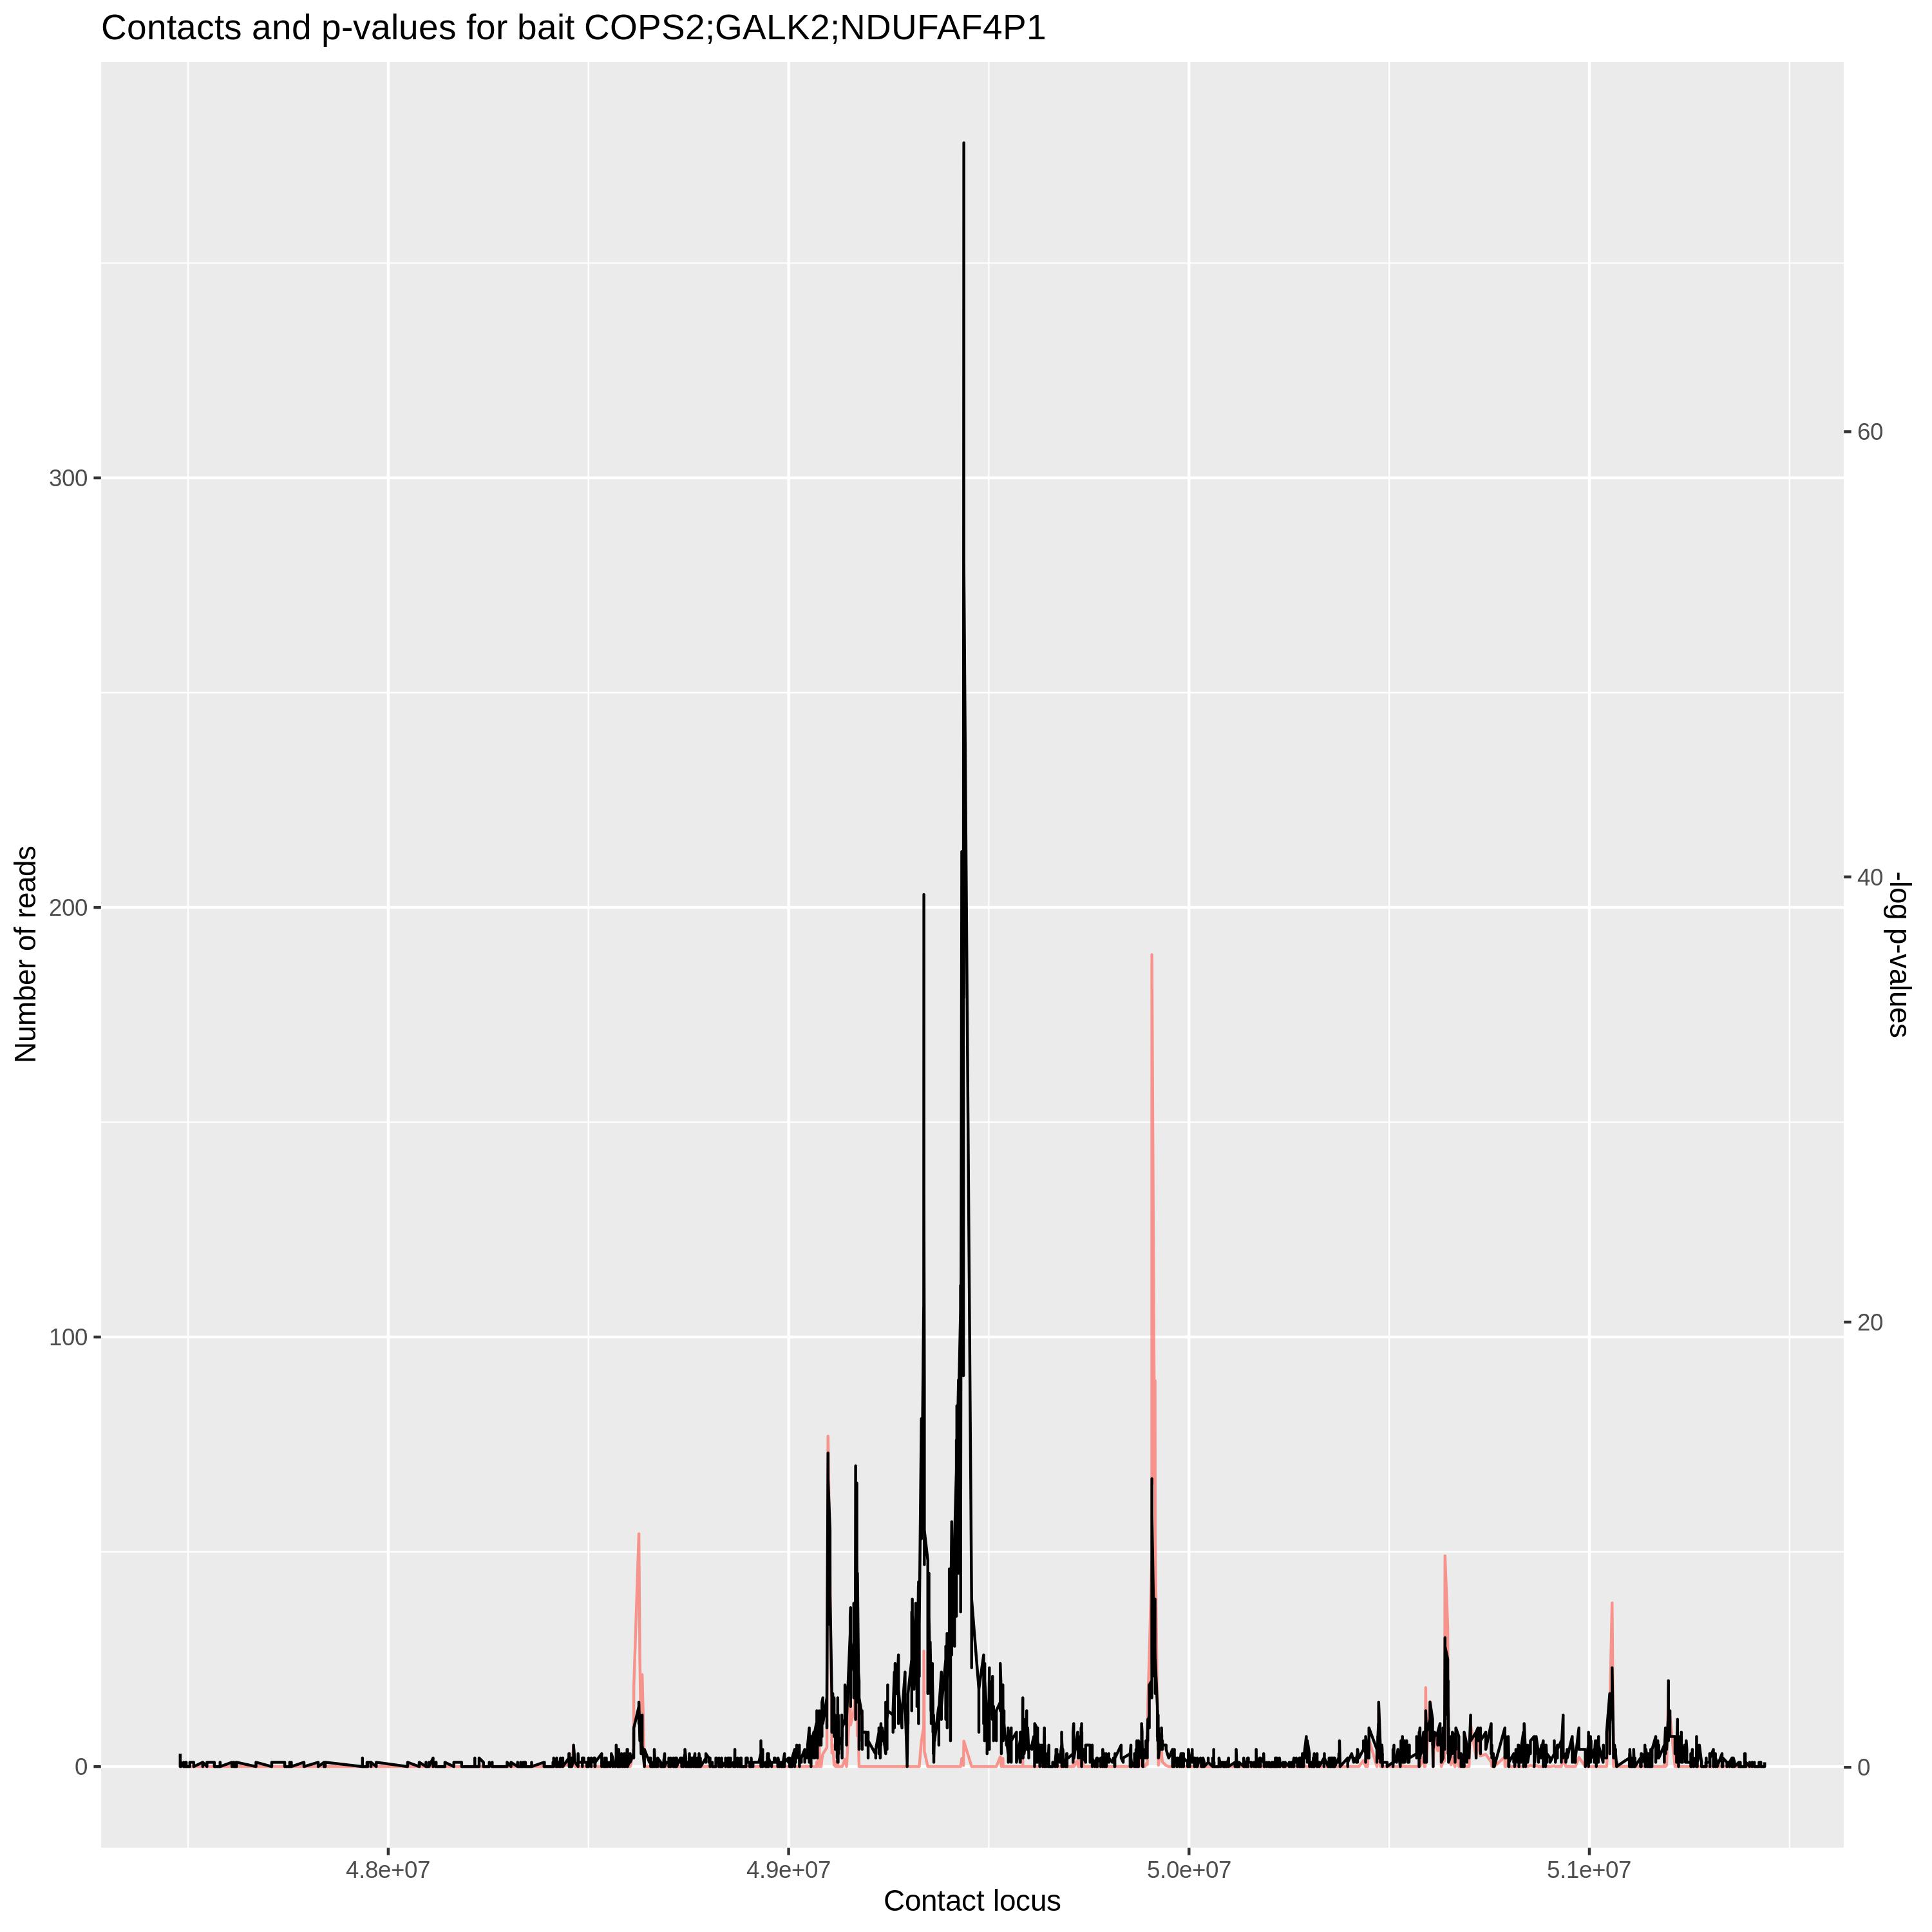 Contacts and p-values for bait COPS2;GALK2;NDUFAF4P1
Number of reads
300
200
100
0
60
40
20
0
-log p-values
4.8e+07 4.9e+07 5.0e+07 5.1e+07
Contact locus